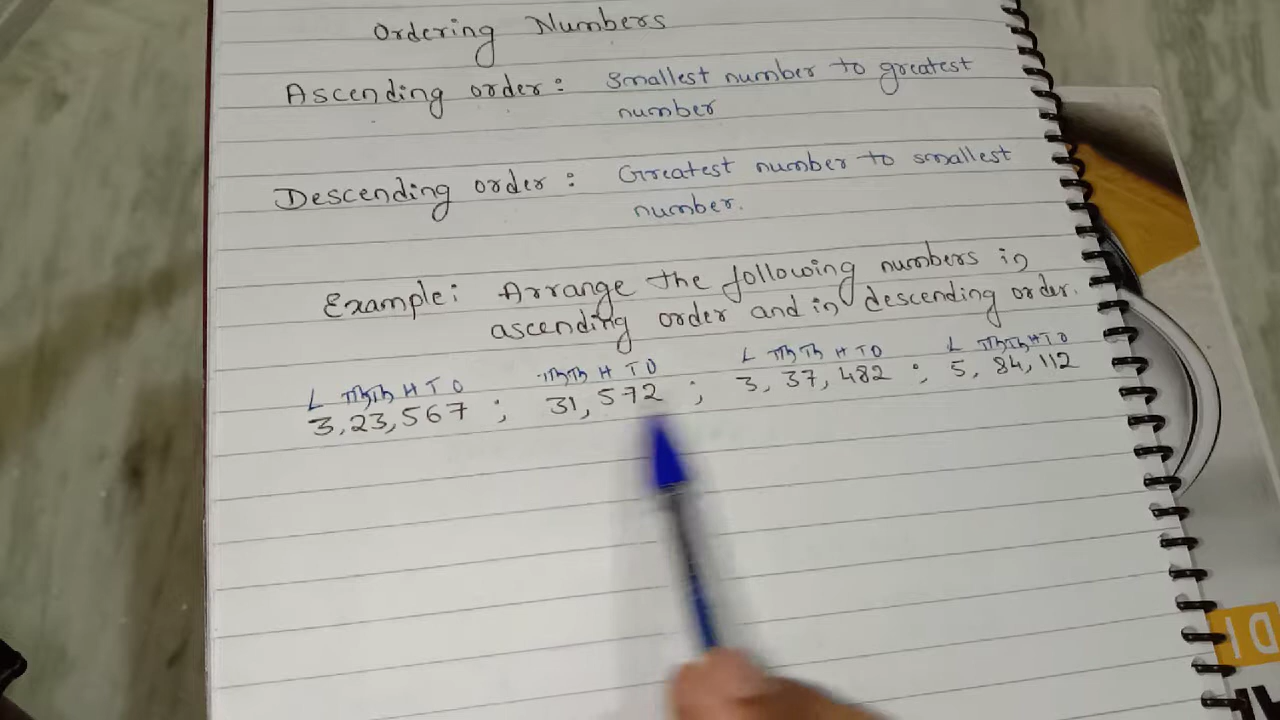 Ordering Numbers
Ascending order: Smallest number to greatest
number
Descending order: Greatest number to smallest
number.
Example: Arrange the following numbers in
ascending order and in descending order.
L TTh Th H T O TTh Th H T O L TTh Th H T O L TTh Th H T O
3,23,567 ; 31,572 ; 3,37,482 ; 5,84,112
DI